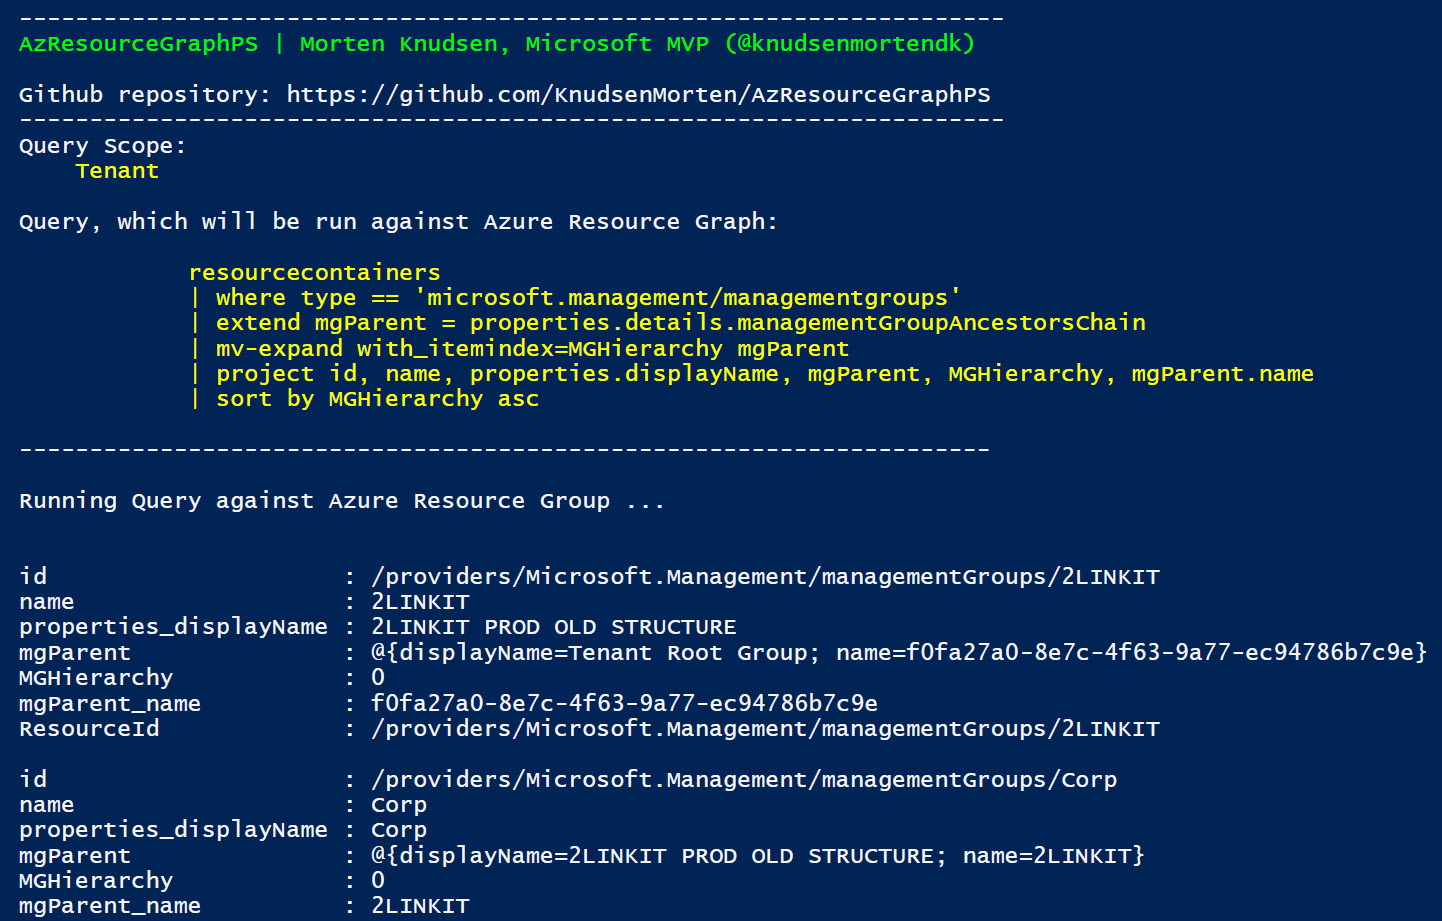 ----------------------------------------------------------------------
AzResourceGraphPS | Morten Knudsen, Microsoft MVP (@knudsenmortendk)
Github repository: https://github.com/KnudsenMorten/AzResourceGraphPS
----------------------------------------------------------------------
Query Scope:
    Tenant
Query, which will be run against Azure Resource Graph:
            resourcecontainers
            | where type == 'microsoft.management/managementgroups'
            | extend mgParent = properties.details.managementGroupAncestorsChain
            | mv-expand with_itemindex=MGHierarchy mgParent
            | project id, name, properties.displayName, mgParent, MGHierarchy, mgParent.name
            | sort by MGHierarchy asc
---------------------------------------------------------------------
Running Query against Azure Resource Group ...
id                     : /providers/Microsoft.Management/managementGroups/2LINKIT
name                   : 2LINKIT
properties_displayName : 2LINKIT PROD OLD STRUCTURE
mgParent               : @{displayName=Tenant Root Group; name=f0fa27a0-8e7c-4f63-9a77-ec94786b7c9e}
MGHierarchy            : 0
mgParent_name          : f0fa27a0-8e7c-4f63-9a77-ec94786b7c9e
ResourceId             : /providers/Microsoft.Management/managementGroups/2LINKIT
id                     : /providers/Microsoft.Management/managementGroups/Corp
name                   : Corp
properties_displayName : Corp
mgParent               : @{displayName=2LINKIT PROD OLD STRUCTURE; name=2LINKIT}
MGHierarchy            : 0
mgParent_name          : 2LINKIT